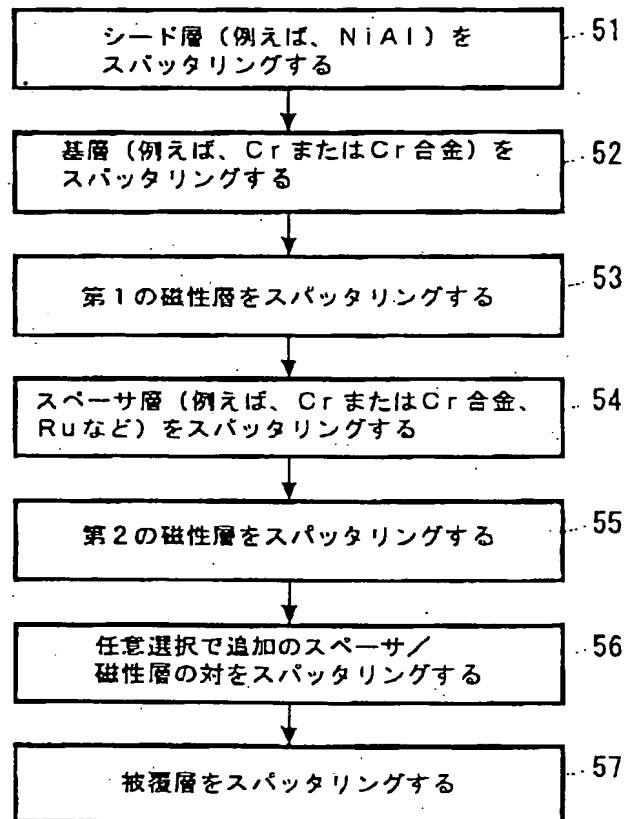 シード層（例えば、NiAl）を
スパッタリングする
51
基層（例えば、CrまたはCr合金）を
スパッタリングする
52
第1の磁性層をスパッタリングする
53
スペーサ層（例えば、CrまたはCr合金、
Ruなど）をスパッタリングする
54
第2の磁性層をスパッタリングする
55
任意選択で追加のスペーサ／
磁性層の対をスパッタリングする
56
被覆層をスパッタリングする
57